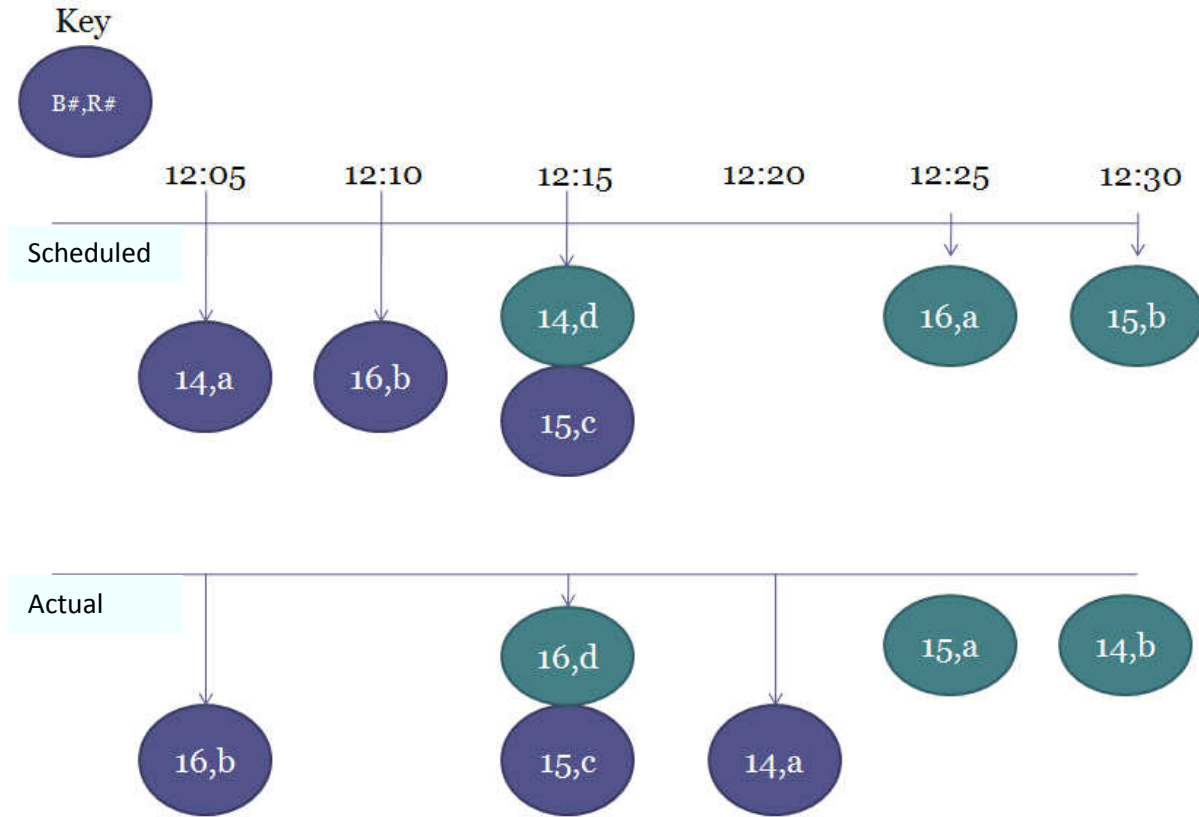 Key
B#,R#
12:05 12:10 12:15 12:20 12:25 12:30
Scheduled
14,d 16,a 15,b
14,a 16,b
15,c
Actual
16,d 15,a 14,b
16,b 15,c 14,a